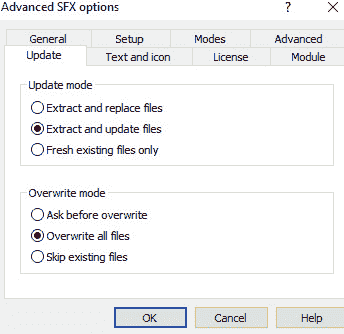 Advanced SFX options ? ×
General Setup Modes Advanced
Update Text and icon License Module
Update mode
Extract and replace files
Extract and update files
Fresh existing files only
Overwrite mode
Ask before overwrite
Overwrite all files
Skip existing files
OK Cancel Help